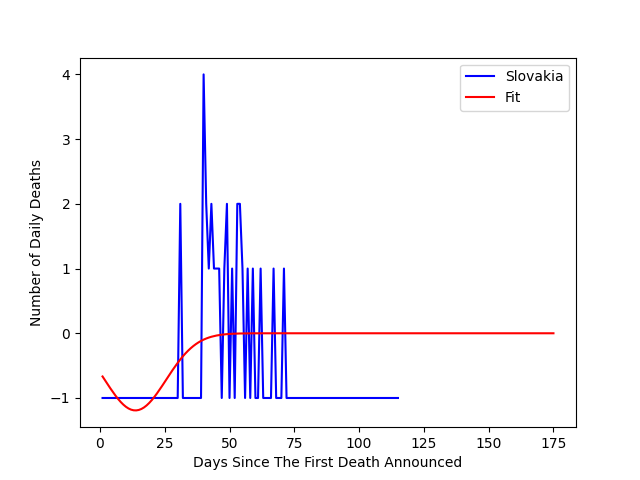 Slovakia
Fit
4
3
2
1
0
−1
Number of Daily Deaths
0 25 50 75 100 125 150 175
Days Since The First Death Announced